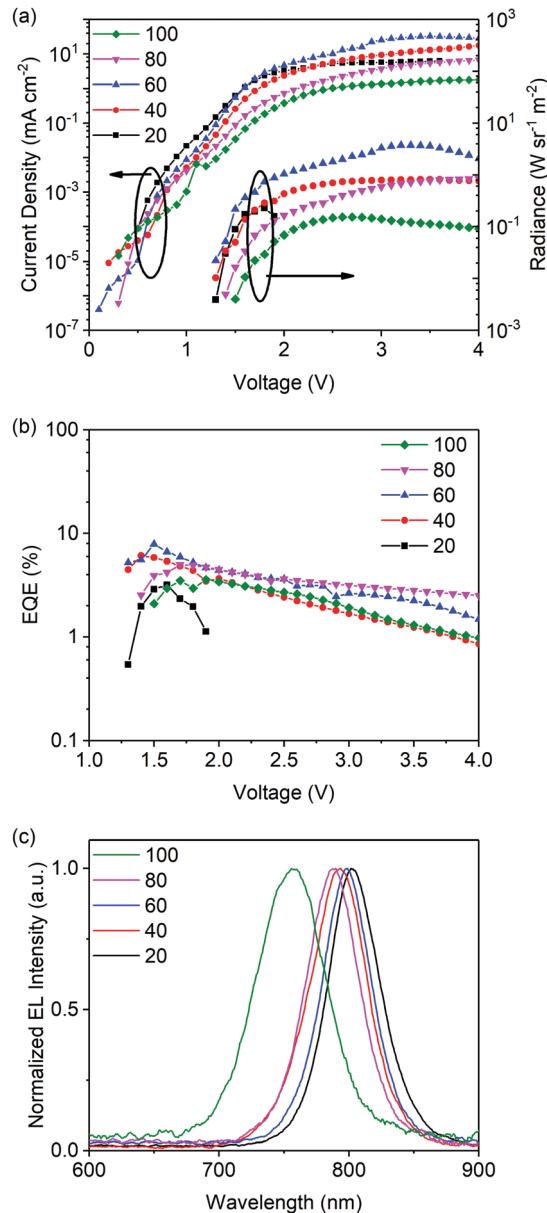 (a)
10¹
10⁻¹
10⁻³
10⁻⁵
10⁻⁷
Current Density (mA cm⁻²)
100
80
60
40
20
10³
10¹
10⁻¹
10⁻³
Radiance (W sr⁻¹ m⁻²)
0 1 2 3 4
Voltage (V)
(b)
100
10
1
0.1
EQE (%)
100
80
60
40
20
1.0 1.5 2.0 2.5 3.0 3.5 4.0
Voltage (V)
(c)
1.0
0.5
0.0
Normalized EL Intensity (a.u.)
100
80
60
40
20
600 700 800 900
Wavelength (nm)